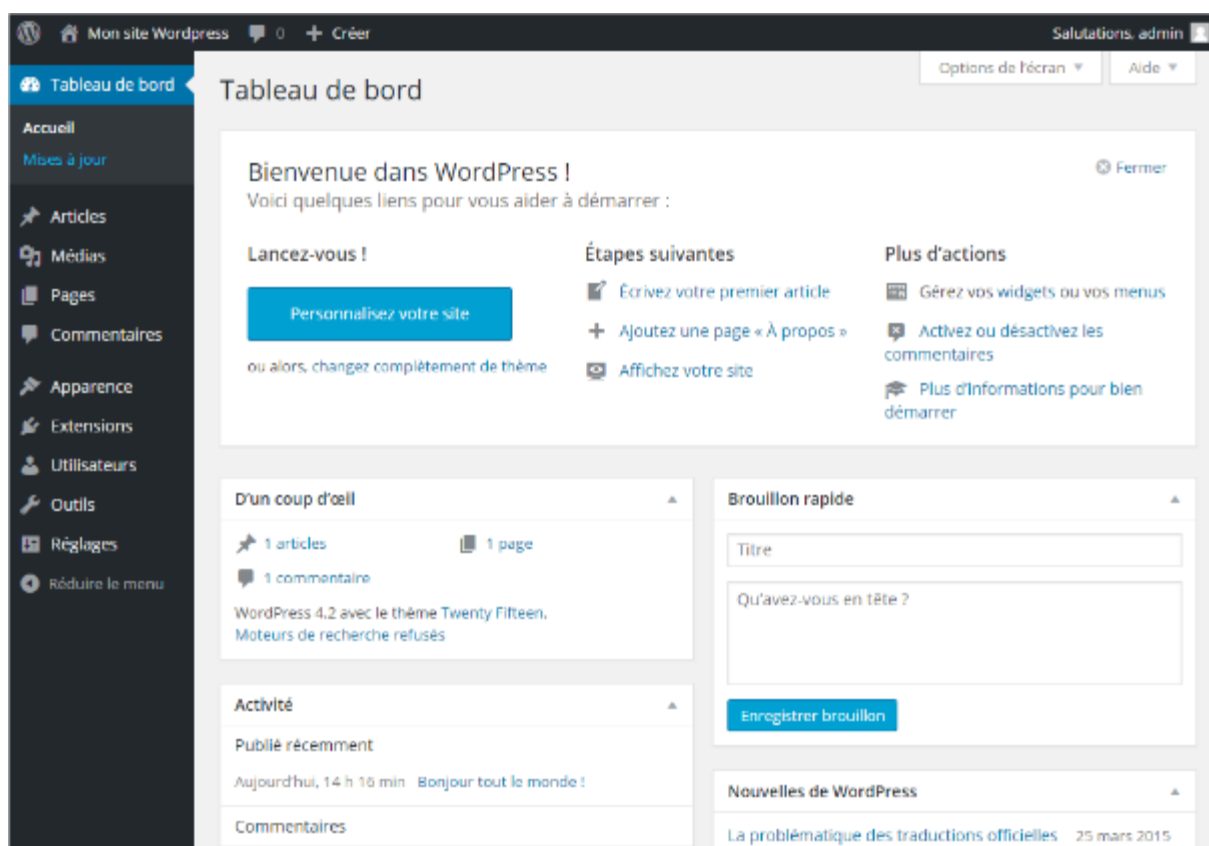 Mon site Wordpress 0 + Créer Salutations, admin
Options de l'écran ▼ Aide ▼
Tableau de bord
Tableau de bord
Accueil
Mises à jour
Articles
Médias
Pages
Commentaires
Apparence
Extensions
Utilisateurs
Outils
Réglages
Réduire le menu
Bienvenue dans WordPress !
Fermer
Voici quelques liens pour vous aider à démarrer :
Lancez-vous !
Personnalisez votre site
ou alors, changez complètement de thème
Étapes suivantes
Écrivez votre premier article
Ajoutez une page « À propos »
Affichez votre site
Plus d'actions
Gérez vos widgets ou vos menus
Activez ou désactivez les
commentaires
Plus d'informations pour bien
démarrer
D'un coup d'œil
1 articles
1 page
1 commentaire
WordPress 4.2 avec le thème Twenty Fifteen.
Moteurs de recherche refusés
Activité
Publié récemment
Aujourd'hui, 14 h 16 min Bonjour tout le monde !
Commentaires
Brouillon rapide
Titre
Qu'avez-vous en tête ?
Enregistrer brouillon
Nouvelles de WordPress
La problématique des traductions officielles 25 mars 2015